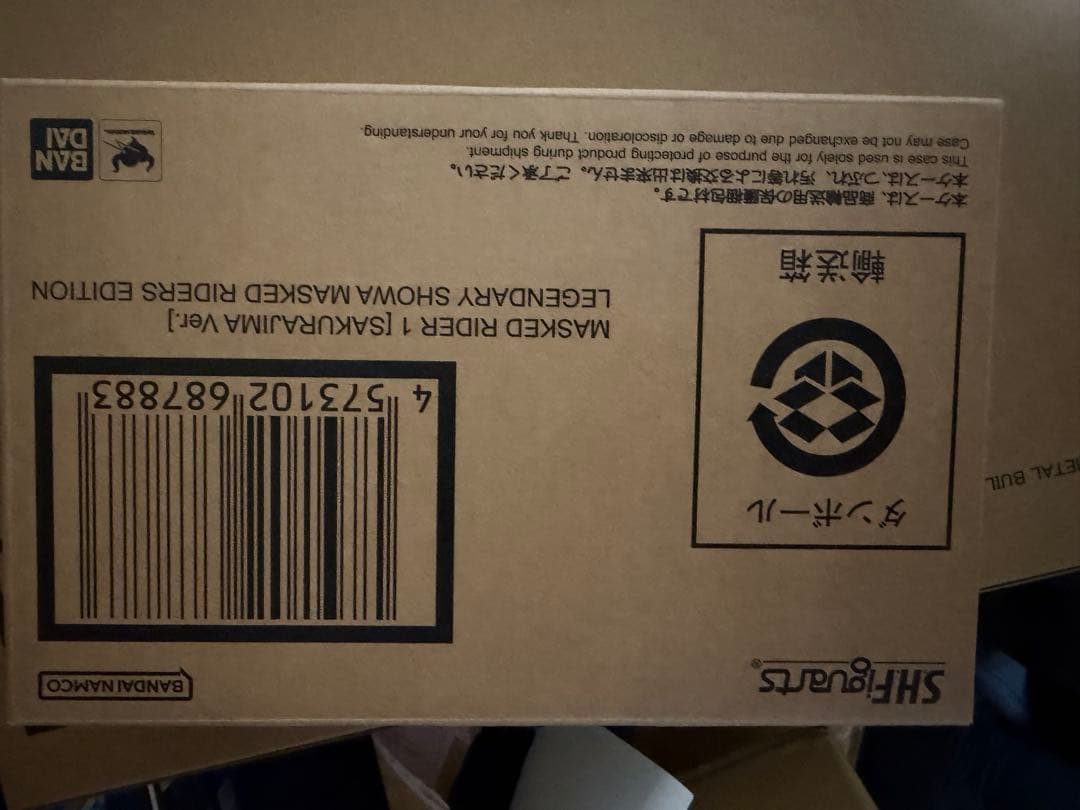 S.H.Figuarts®
BANDAI NAMCO
ダンボール
輸送箱
4 573102 687883
MASKED RIDER 1 [SAKURAJIMA Ver.]
LEGENDARY SHOWA MASKED RIDERS EDITION
本ケースは、商品輸送用の保護梱包材です。
本ケースは、つぶれ、汚れ等による交換は出来ません。ご了承ください。
This case is used solely for the purpose of protecting product during shipment.
Case may not be exchanged due to damage or discoloration. Thank you for your understanding.
BAN
DAI
METAL BUIL